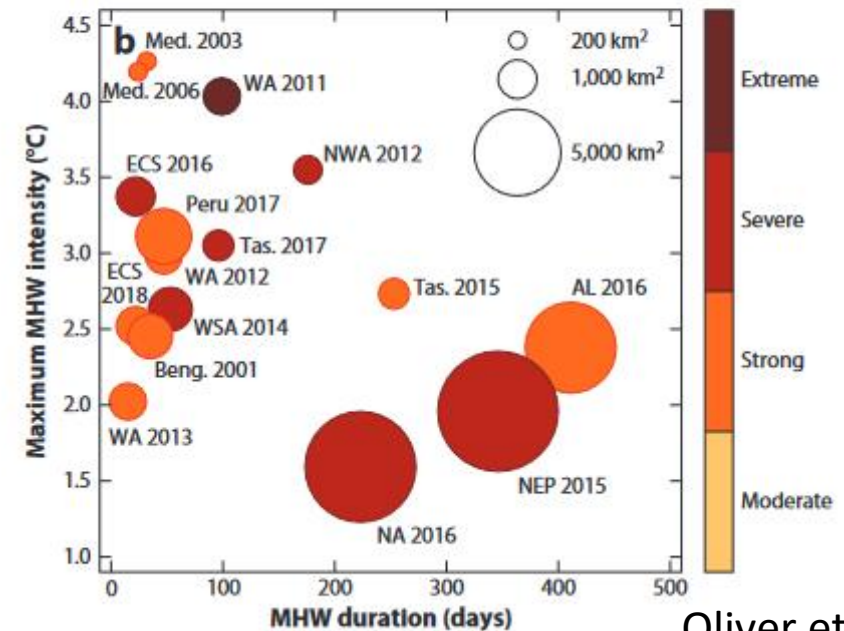 b
Med. 2003
Med. 2006
WA 2011
ECS 2016
NWA 2012
Peru 2017
Tas. 2017
ECS
2018
WA 2012
WSA 2014
Beng. 2001
WA 2013
Tas. 2015
AL 2016
NEP 2015
NA 2016
200 km²
1,000 km²
5,000 km²
4.5
4.0
3.5
3.0
2.5
2.0
1.5
1.0
Maximum MHW intensity (°C)
0 100 200 300 400 500
MHW duration (days)
Extreme
Severe
Strong
Moderate
Oliver et